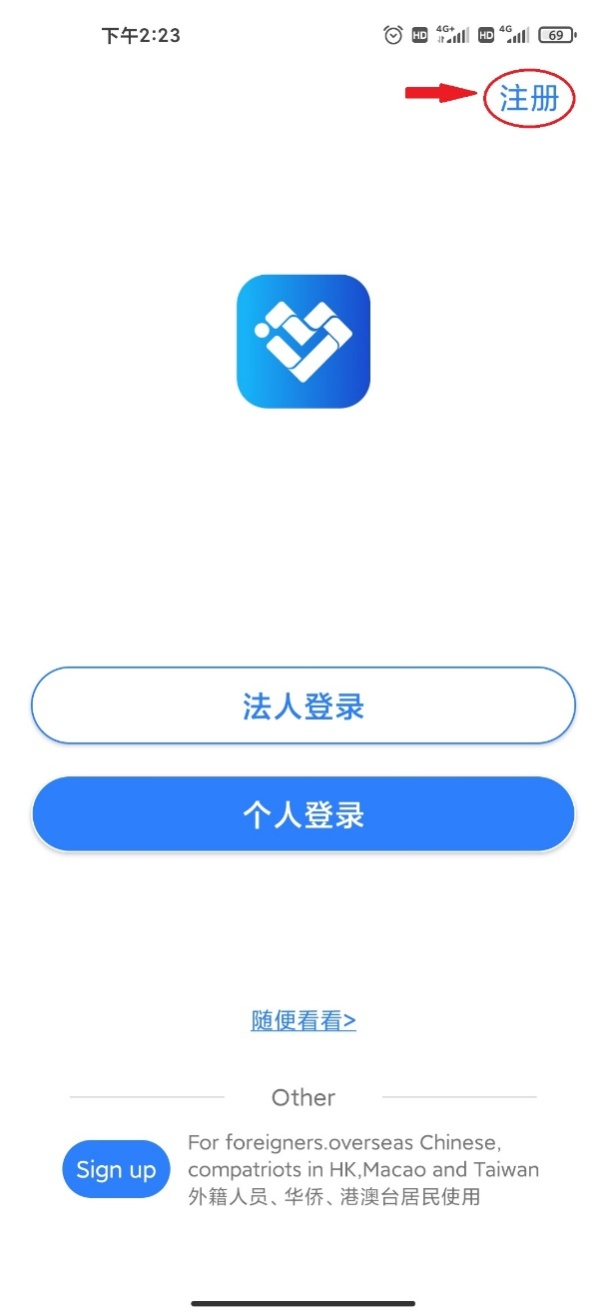 下午2:23
HD 4G+ HD 4G 69
注册
法人登录
个人登录
随便看看>
Other
Sign up
For foreigners.overseas Chinese,
compatriots in HK,Macao and Taiwan
外籍人员、华侨、港澳台居民使用